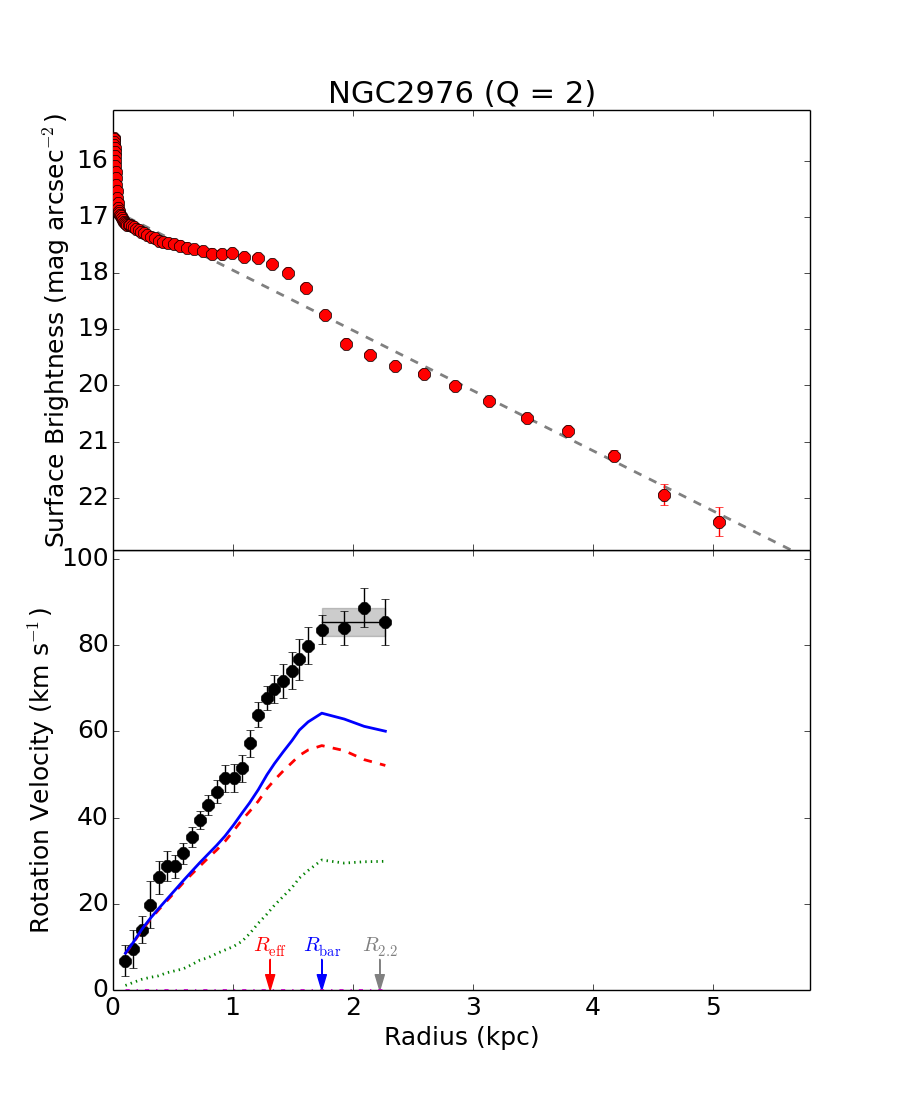 NGC2976 (Q = 2)
Surface Brightness (mag arcsec⁻²)
16
17
18
19
20
21
22
Rotation Velocity (km s⁻¹)
100
80
60
40
20
0
R_eff R_bar R_2.2
0 1 2 3 4 5
Radius (kpc)